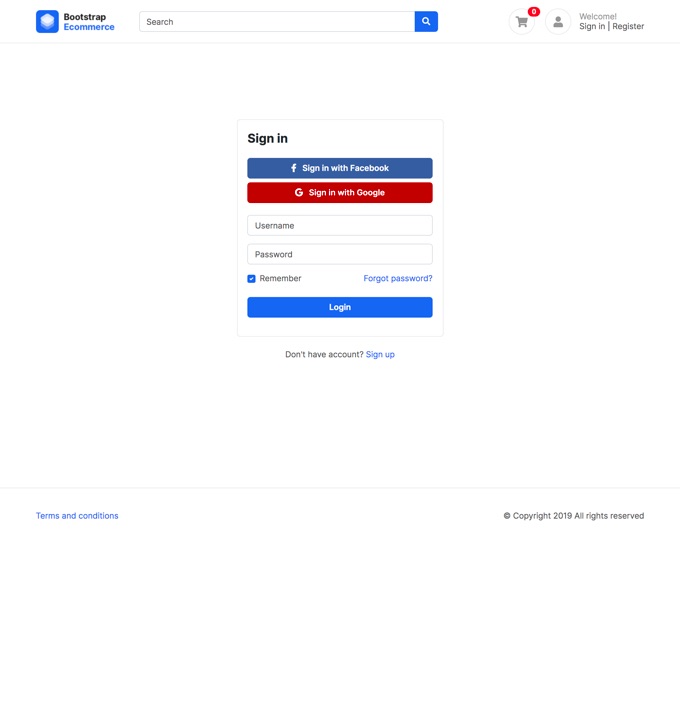 Bootstrap
Ecommerce
Search
0
Welcome!
Sign in | Register
Sign in
Sign in with Facebook
Sign in with Google
Username
Password
Remember
Forgot password?
Login
Don't have account? Sign up
Terms and conditions
© Copyright 2019 All rights reserved